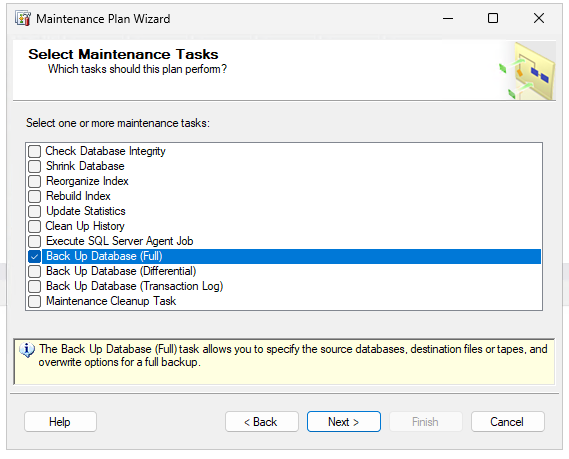 Maintenance Plan Wizard
Select Maintenance Tasks
Which tasks should this plan perform?
Select one or more maintenance tasks:
Check Database Integrity
Shrink Database
Reorganize Index
Rebuild Index
Update Statistics
Clean Up History
Execute SQL Server Agent Job
Back Up Database (Full)
Back Up Database (Differential)
Back Up Database (Transaction Log)
Maintenance Cleanup Task
The Back Up Database (Full) task allows you to specify the source databases, destination files or tapes, and
overwrite options for a full backup.
Help
< Back
Next >
Finish
Cancel